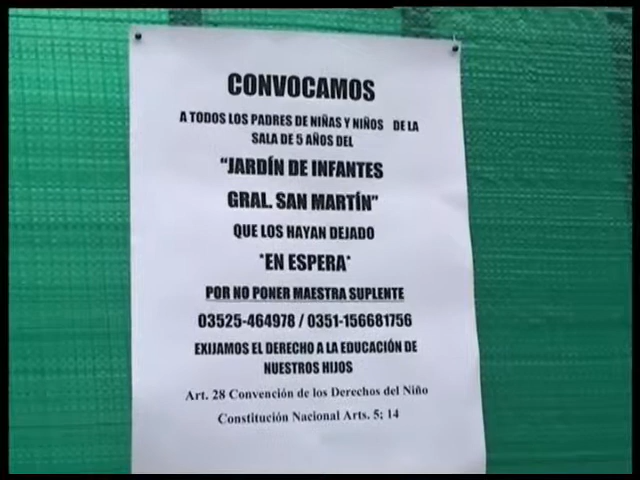 CONVOCAMOS
A TODOS LOS PADRES DE NIÑAS Y NIÑOS DE LA
SALA DE 5 AÑOS DEL
"JARDÍN DE INFANTES
GRAL. SAN MARTÍN"
QUE LOS HAYAN DEJADO
*EN ESPERA*
POR NO PONER MAESTRA SUPLENTE
03525-464978 / 0351-156681756
EXIJAMOS EL DERECHO A LA EDUCACIÓN DE
NUESTROS HIJOS
Art. 28 Convención de los Derechos del Niño
Constitución Nacional Arts. 5; 14